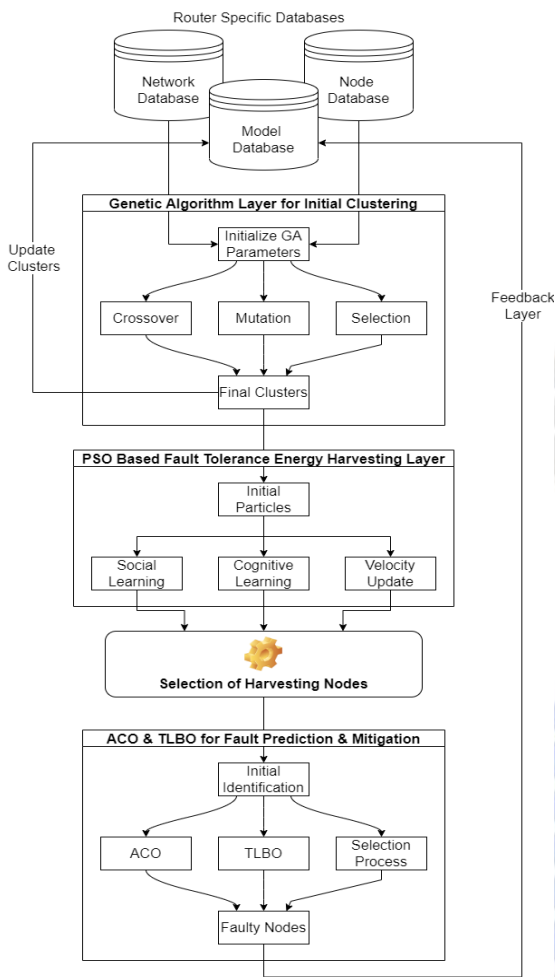 Router Specific Databases
Network
Database
Node
Database
Model
Database
Genetic Algorithm Layer for Initial Clustering
Update
Clusters
Initialize GA
Parameters
Feedback
Layer
Crossover
Mutation
Selection
Final Clusters
PSO Based Fault Tolerance Energy Harvesting Layer
Initial
Particles
Social
Learning
Cognitive
Learning
Velocity
Update
Selection of Harvesting Nodes
ACO & TLBO for Fault Prediction & Mitigation
Initial
Identification
ACO
TLBO
Selection
Process
Faulty Nodes